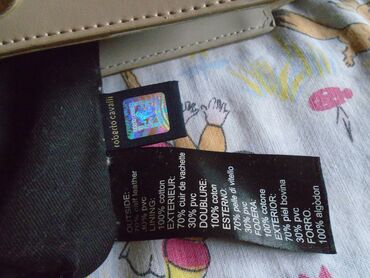 roberto cavalli
OUTSIDE:
70% calf leather
30% pvc
LINING:
100% cotton
EXTERIEUR:
70% cuir de vachette
30% pvc
DOUBLURE:
100% coton
ESTERNO:
70% pelle di vitello
30% pvc
FODERA:
100% cotone
EXTERIOR:
70% piel bovina
30% pvc
FORRO:
100% algodon